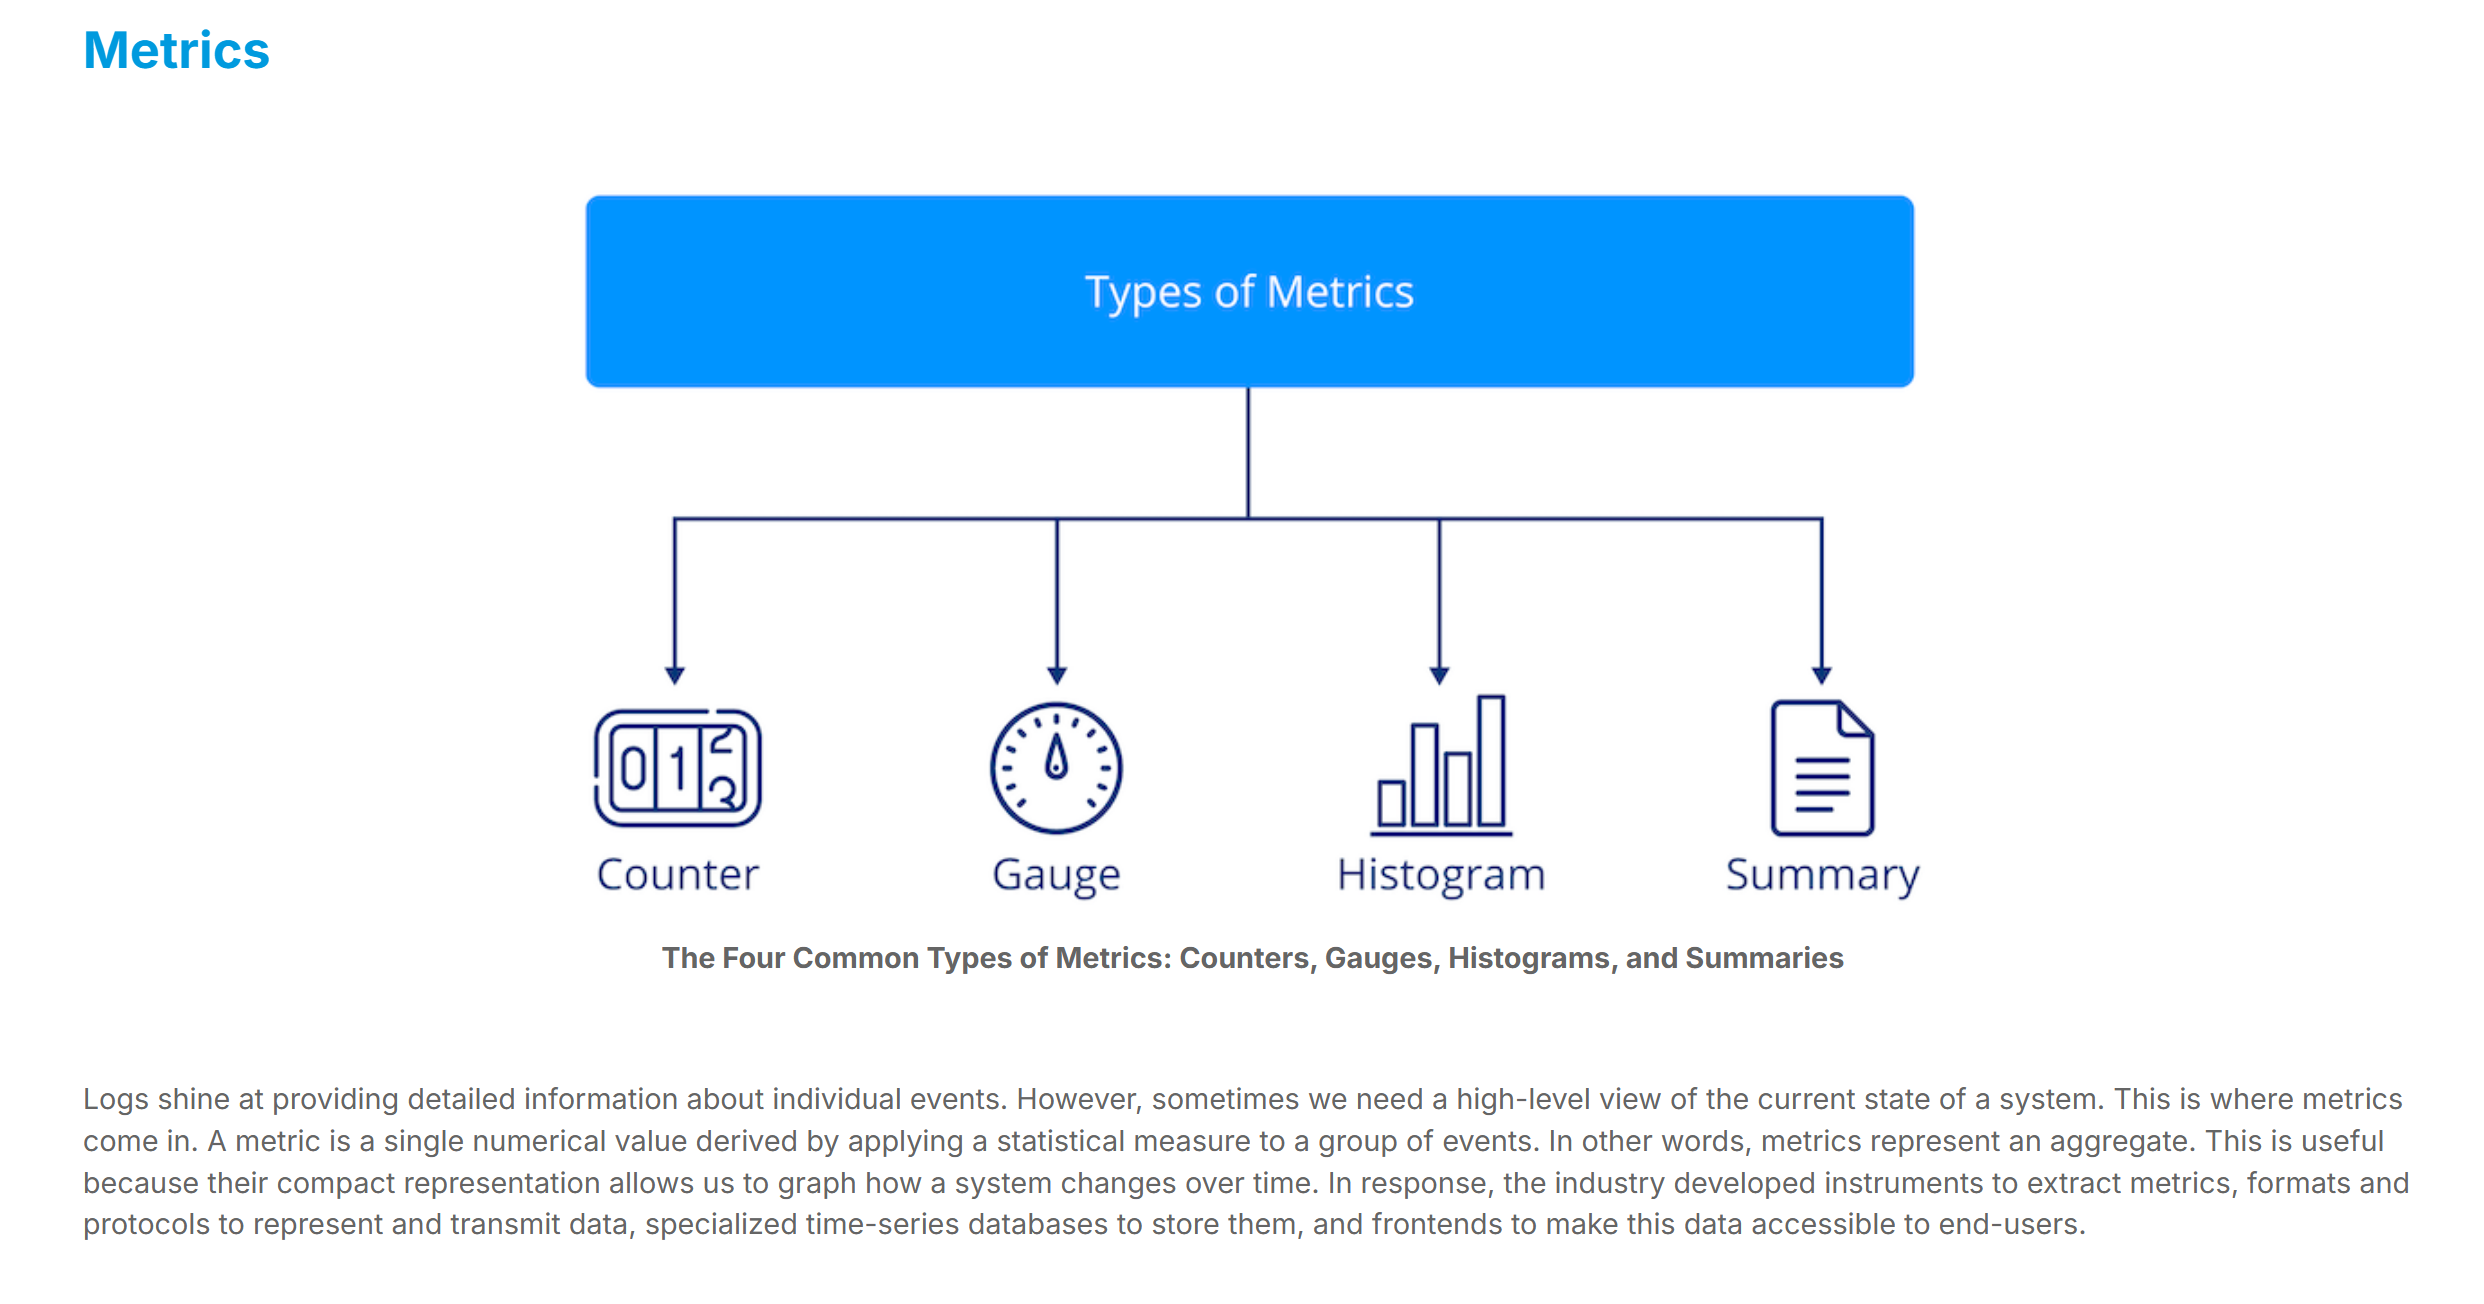 Metrics
Types of Metrics
0 1 2 3
Counter
Gauge
Histogram
Summary
The Four Common Types of Metrics: Counters, Gauges, Histograms, and Summaries
Logs shine at providing detailed information about individual events. However, sometimes we need a high-level view of the current state of a system. This is where metrics
come in. A metric is a single numerical value derived by applying a statistical measure to a group of events. In other words, metrics represent an aggregate. This is useful
because their compact representation allows us to graph how a system changes over time. In response, the industry developed instruments to extract metrics, formats and
protocols to represent and transmit data, specialized time-series databases to store them, and frontends to make this data accessible to end-users.